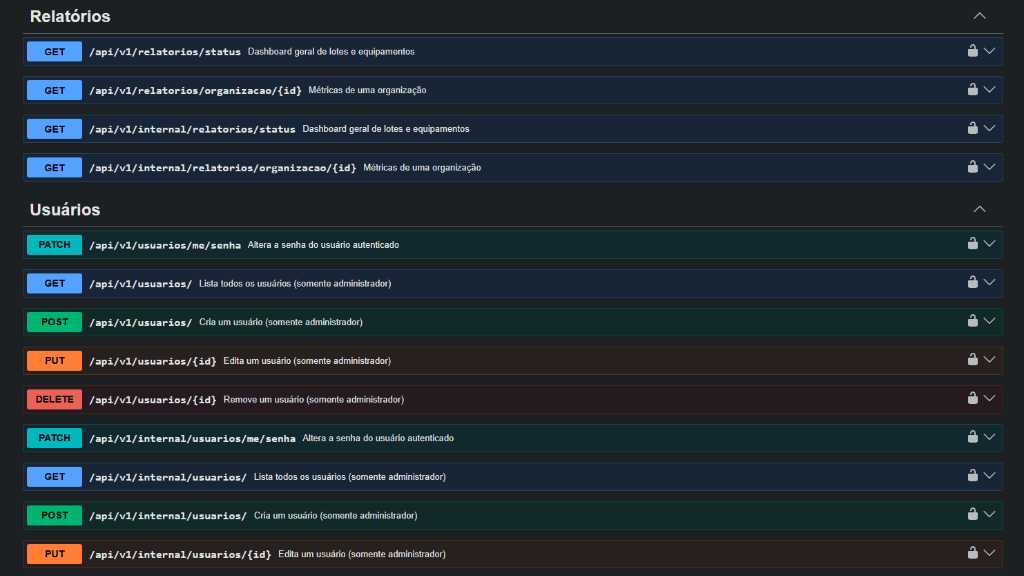 Relatórios
GET /api/v1/relatorios/status Dashboard geral de lotes e equipamentos
GET /api/v1/relatorios/organizacao/{id} Métricas de uma organização
GET /api/v1/internal/relatorios/status Dashboard geral de lotes e equipamentos
GET /api/v1/internal/relatorios/organizacao/{id} Métricas de uma organização
Usuários
PATCH /api/v1/usuarios/me/senha Altera a senha do usuário autenticado
GET /api/v1/usuarios/ Lista todos os usuários (somente administrador)
POST /api/v1/usuarios/ Cria um usuário (somente administrador)
PUT /api/v1/usuarios/{id} Edita um usuário (somente administrador)
DELETE /api/v1/usuarios/{id} Remove um usuário (somente administrador)
PATCH /api/v1/internal/usuarios/me/senha Altera a senha do usuário autenticado
GET /api/v1/internal/usuarios/ Lista todos os usuários (somente administrador)
POST /api/v1/internal/usuarios/ Cria um usuário (somente administrador)
PUT /api/v1/internal/usuarios/{id} Edita um usuário (somente administrador)